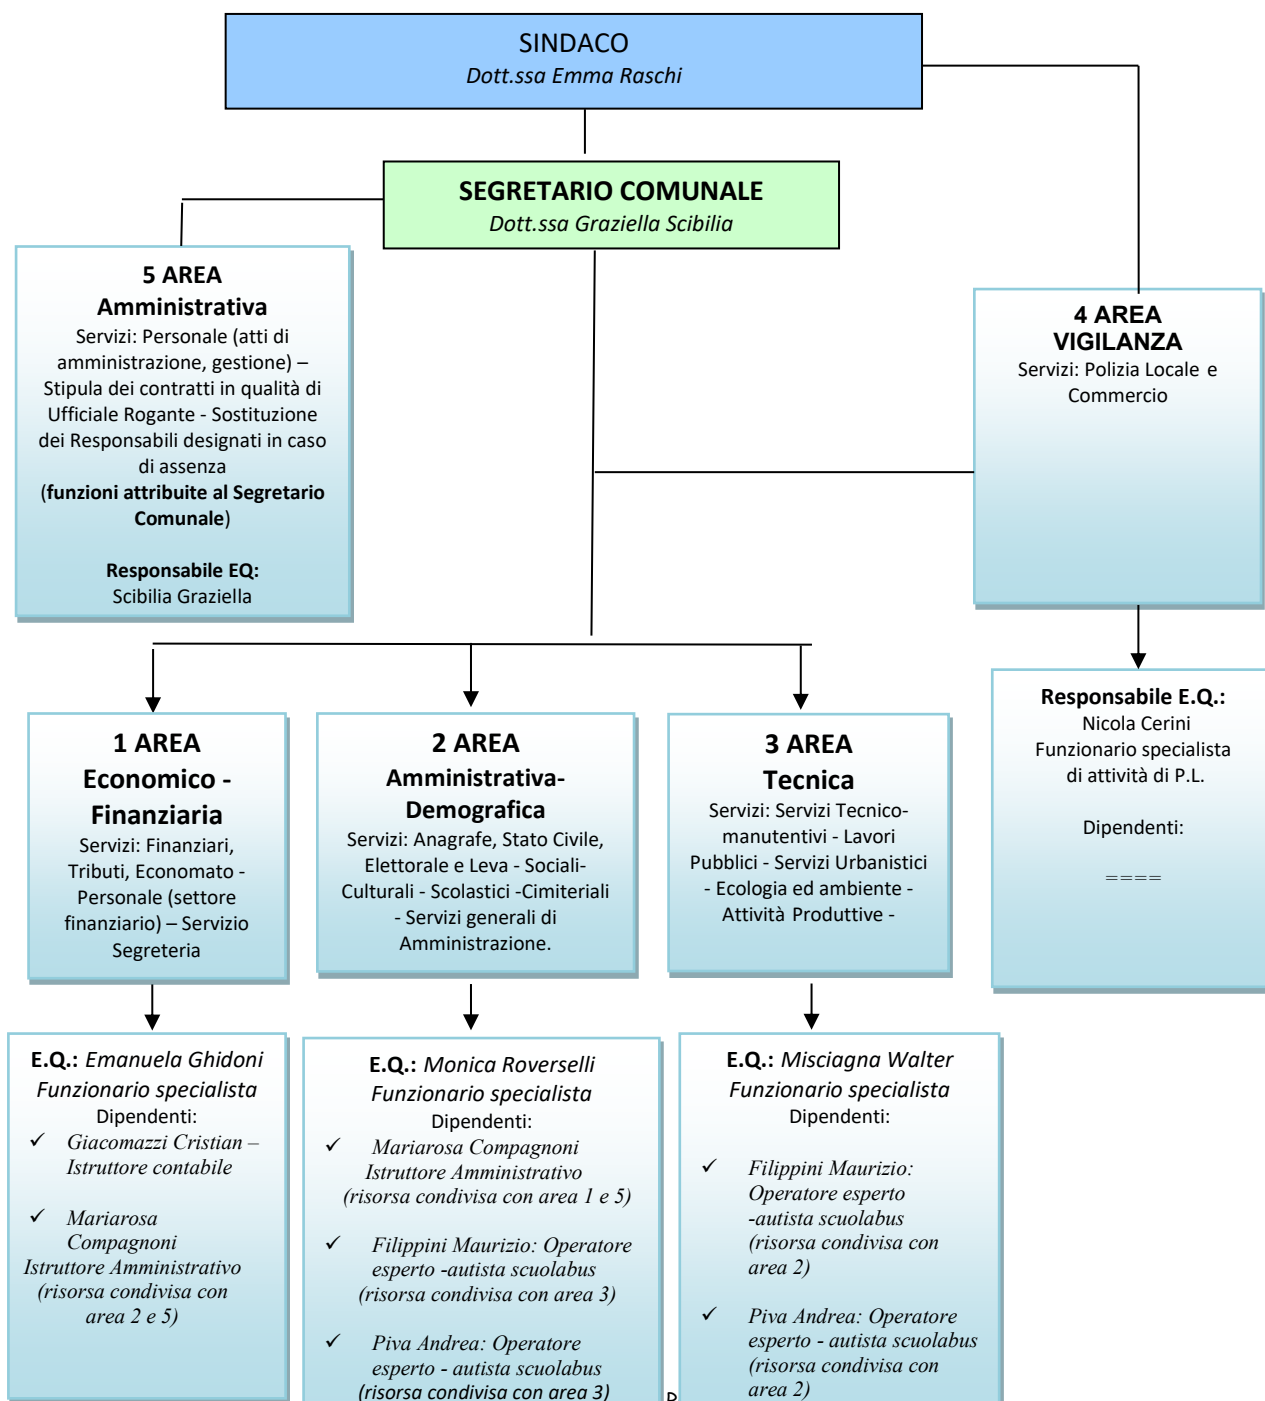 SINDACO
Dott.ssa Emma Raschi
SEGRETARIO COMUNALE
Dott.ssa Graziella Scibilia
5 AREA
Amministrativa
Servizi: Personale (atti di
amministrazione, gestione) –
Stipula dei contratti in qualità di
Ufficiale Rogante - Sostituzione
dei Responsabili designati in caso
di assenza
(funzioni attribuite al Segretario
Comunale)
Responsabile EQ:
Scibilia Graziella
4 AREA
VIGILANZA
Servizi: Polizia Locale e
Commercio
Responsabile E.Q.:
Nicola Cerini
Funzionario specialista
di attività di P.L.
Dipendenti:
====
1 AREA
Economico -
Finanziaria
Servizi: Finanziari,
Tributi, Economato -
Personale (settore
finanziario) – Servizio
Segreteria
2 AREA
Amministrativa-
Demografica
Servizi: Anagrafe, Stato Civile,
Elettorale e Leva - Sociali-
Culturali - Scolastici -Cimiteriali
- Servizi generali di
Amministrazione.
3 AREA
Tecnica
Servizi: Servizi Tecnico-
manutentivi - Lavori
Pubblici - Servizi Urbanistici
- Ecologia ed ambiente -
Attività Produttive -
E.Q.: Emanuela Ghidoni
Funzionario specialista
Dipendenti:
✓ Giacomazzi Cristian –
Istruttore contabile
✓ Mariarosa
Compagnoni
Istruttore Amministrativo
(risorsa condivisa con
area 2 e 5)
E.Q.: Monica Roverselli
Funzionario specialista
Dipendenti:
✓ Mariarosa Compagnoni
Istruttore Amministrativo
(risorsa condivisa con area 1 e 5)
✓ Filippini Maurizio: Operatore
esperto -autista scuolabus
(risorsa condivisa con area 3)
✓ Piva Andrea: Operatore
esperto - autista scuolabus
(risorsa condivisa con area 3)
E.Q.: Misciagna Walter
Funzionario specialista
Dipendenti:
✓ Filippini Maurizio:
Operatore esperto
-autista scuolabus
(risorsa condivisa con
area 2)
✓ Piva Andrea: Operatore
esperto - autista scuolabus
(risorsa condivisa con
area 2)